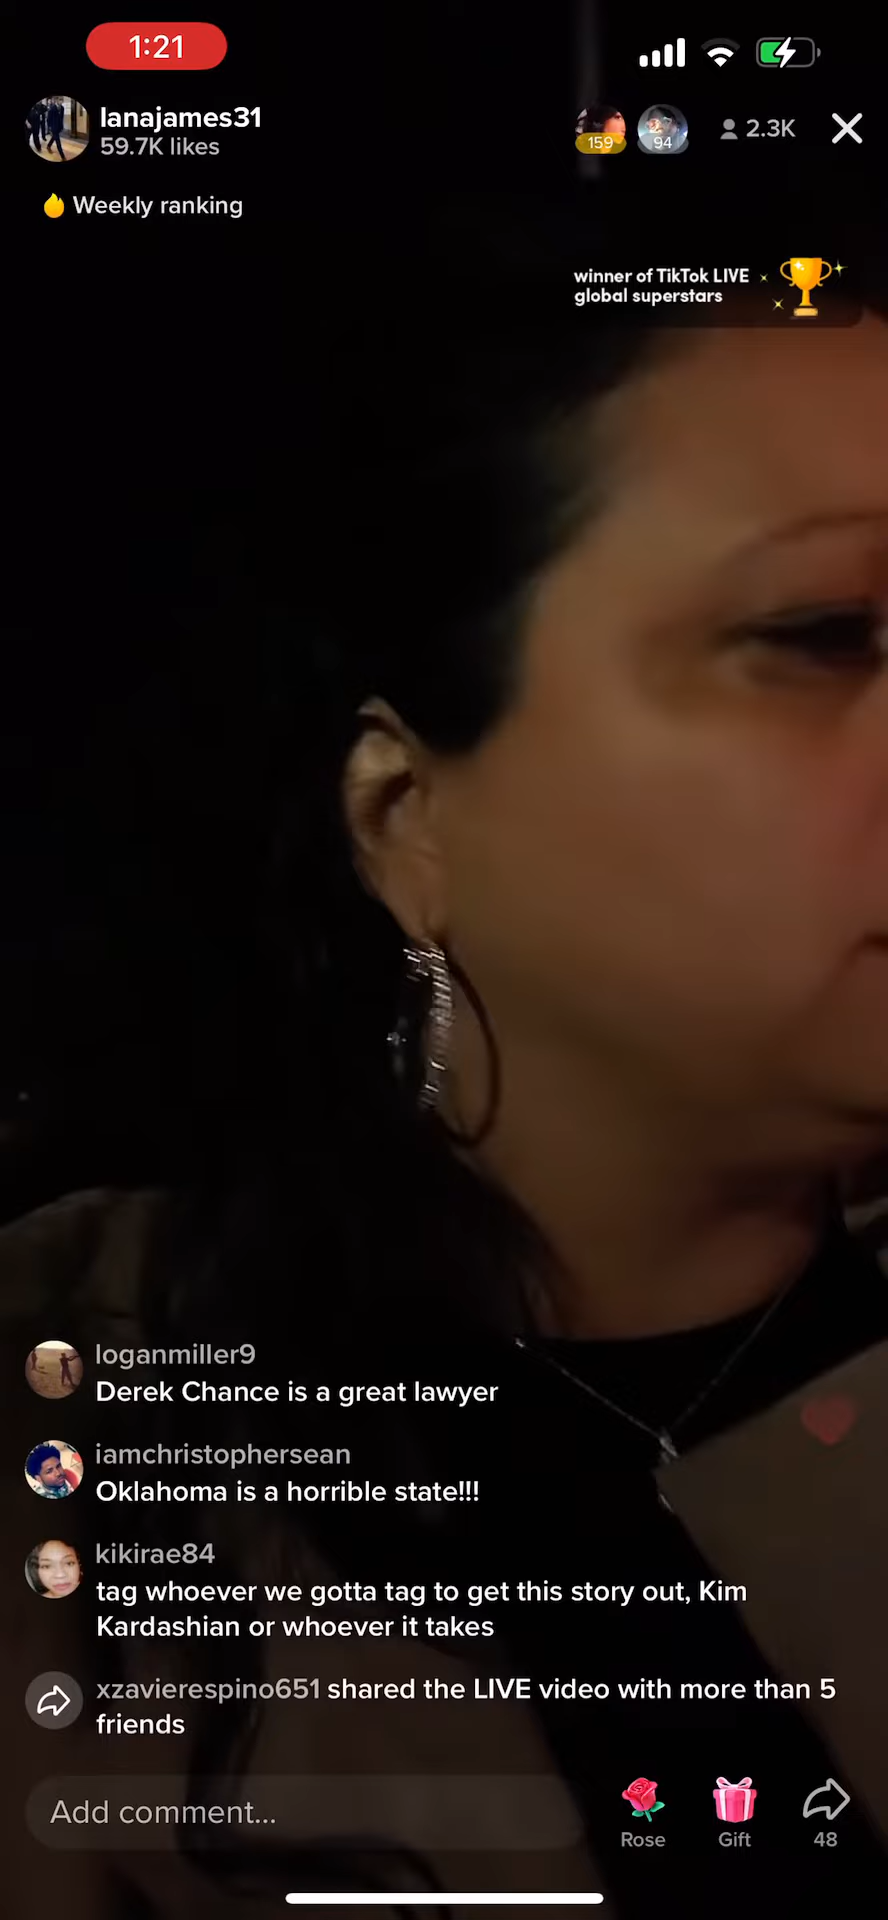 1:21
lanajames31
59.7K likes
159
94
2.3K
Weekly ranking
winner of TikTok LIVE
global superstars
loganmiller9
Derek Chance is a great lawyer
iamchristophersean
Oklahoma is a horrible state!!!
kikirae84
tag whoever we gotta tag to get this story out, Kim
Kardashian or whoever it takes
xzavierespino651 shared the LIVE video with more than 5
friends
Add comment...
Rose
Gift
48